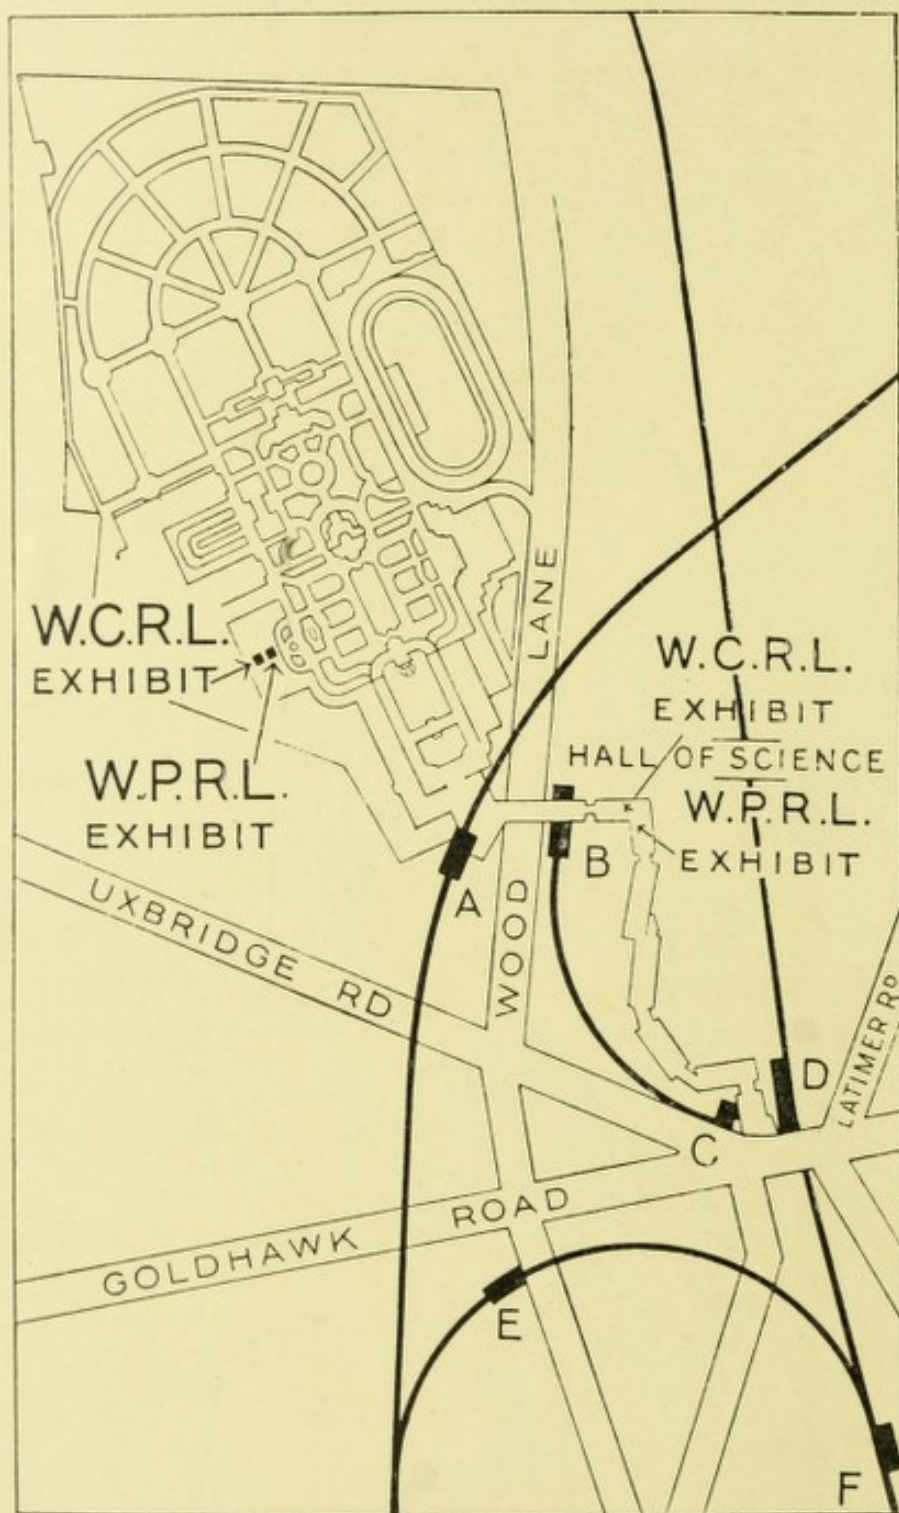 W.C.R.L.
EXHIBIT
W.P.R.L.
EXHIBIT
LANE
W.C.R.L.
EXHIBIT
HALL OF SCIENCE
W.P.R.L.
EXHIBIT
A
B
WOOD
UXBRIDGE RD
LATIMER RD
D
C
GOLDHAWK ROAD
E
F